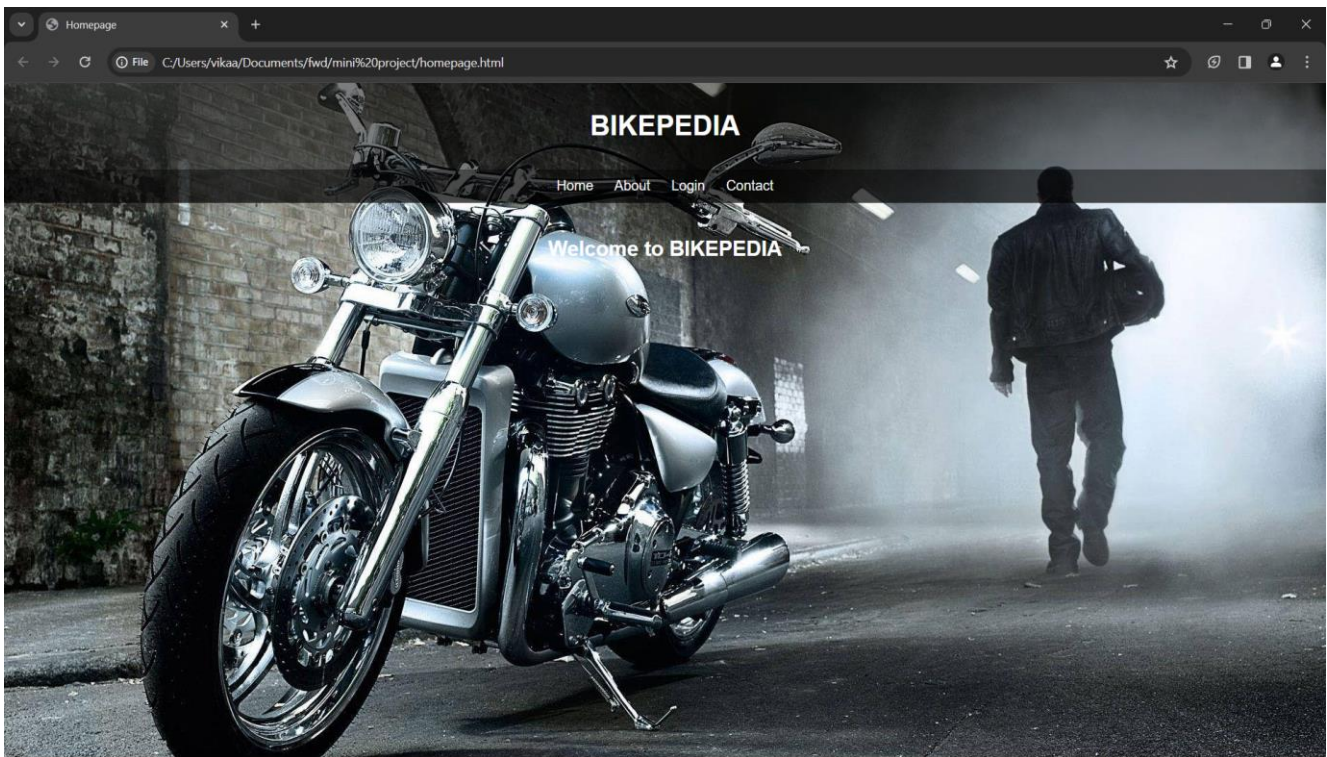 Homepage
File C:/Users/vikaa/Documents/fwd/mini%20project/homepage.html
BIKEPEDIA
Home About Login Contact
Welcome to BIKEPEDIA